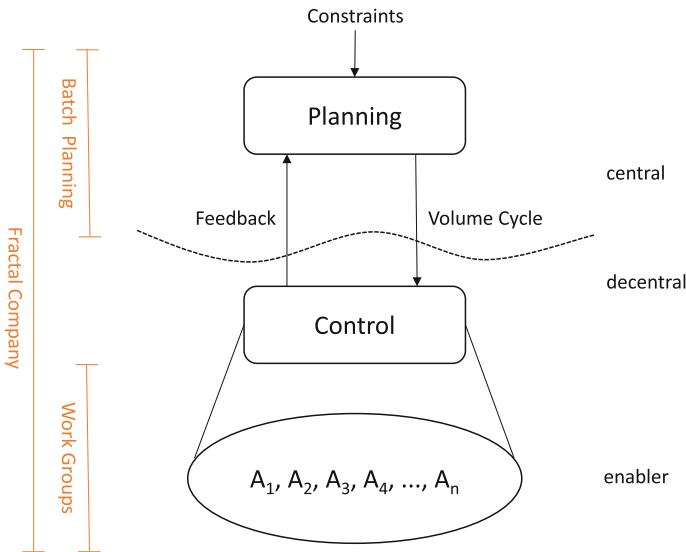 Constraints
Planning
Batch Planning
central
Feedback
Volume Cycle
Fractal Company
decentral
Control
Work Groups
A1, A2, A3, A4, ..., An
enabler